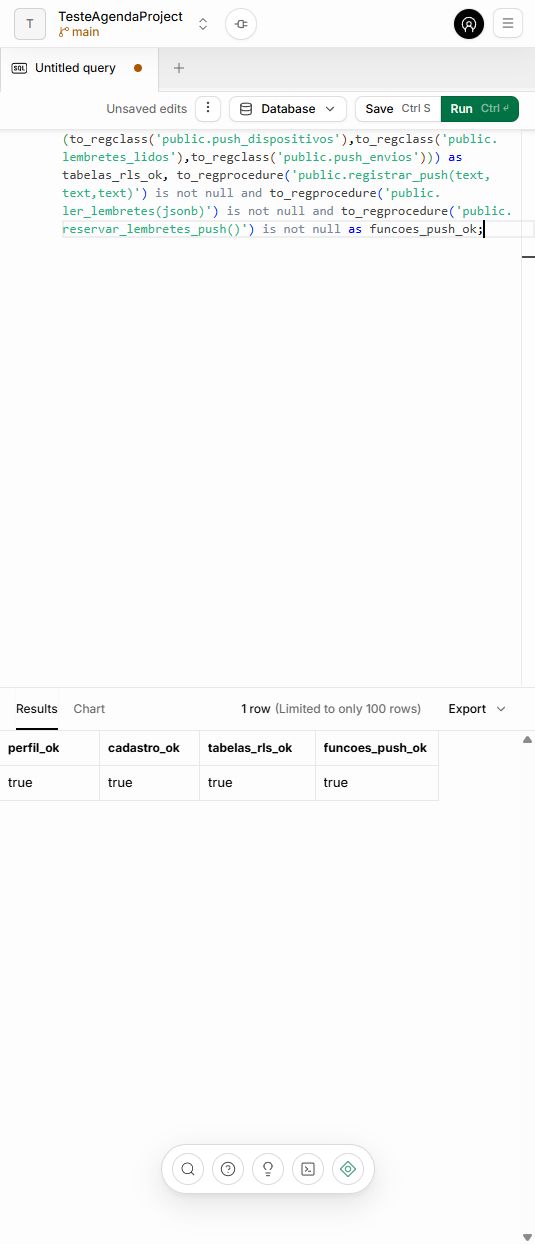 T
TesteAgendaProject
main
SQL Untitled query
Unsaved edits Database Save Ctrl S Run Ctrl ⏎
(to_regclass('public.push_dispositivos'),to_regclass('public.
lembretes_lidos'),to_regclass('public.push_envios'))) as
tabelas_rls_ok, to_regprocedure('public.registrar_push(text,
text,text)') is not null and to_regprocedure('public.
ler_lembretes(jsonb)') is not null and to_regprocedure('public.
reservar_lembretes_push()') is not null as funcoes_push_ok;
Results Chart 1 row (Limited to only 100 rows) Export
perfil_ok cadastro_ok tabelas_rls_ok funcoes_push_ok
true true true true